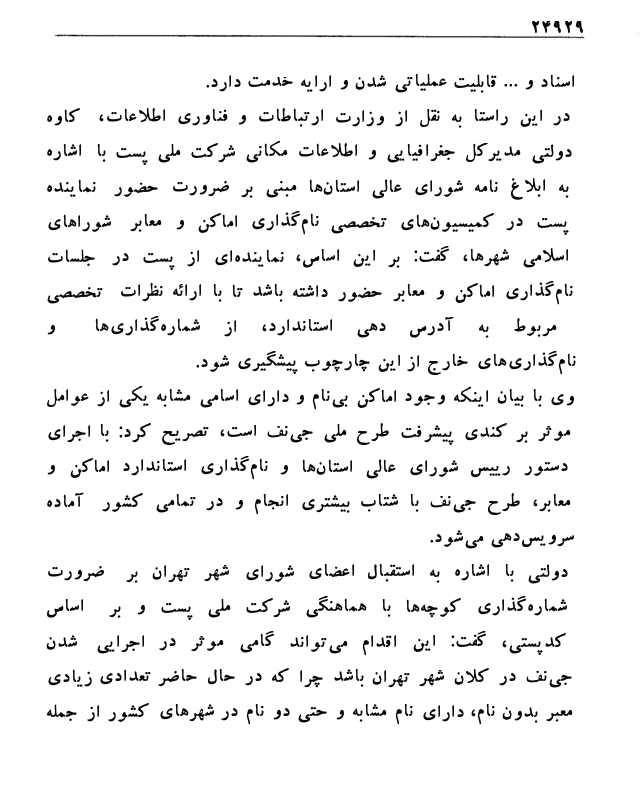 ۲۴۹۲۹
اسناد و ... قابلیت عملیاتی شدن و ارایه خدمت دارد.
در این راستا به نقل از وزارت ارتباطات و فناوری اطلاعات، کاوه
دولتی مدیرکل جغرافیایی و اطلاعات مکانی شرکت ملی پست با اشاره
به ابلاغ نامه شورای عالی استان‌ها مبنی بر ضرورت حضور نماینده
پست در کمیسیون‌های تخصصی نام‌گذاری اماکن و معابر شوراهای
اسلامی شهرها، گفت: بر این اساس، نماینده‌ای از پست در جلسات
نام‌گذاری اماکن و معابر حضور داشته باشد تا با ارائه نظرات تخصصی
مربوط به آدرس دهی استاندارد، از شماره‌گذاری‌ها و
نام‌گذاری‌های خارج از این چارچوب پیشگیری شود.
وی با بیان اینکه وجود اماکن بی‌نام و دارای اسامی مشابه یکی از عوامل
موثر بر کندی پیشرفت طرح ملی جی‌نف است، تصریح کرد: با اجرای
دستور رییس شورای عالی استان‌ها و نام‌گذاری استاندارد اماکن و
معابر، طرح جی‌نف با شتاب بیشتری انجام و در تمامی کشور آماده
سرویس‌دهی می‌شود.
دولتی با اشاره به استقبال اعضای شورای شهر تهران بر ضرورت
شماره‌گذاری کوچه‌ها با هماهنگی شرکت ملی پست و بر اساس
کدپستی، گفت: این اقدام می‌تواند گامی موثر در اجرایی شدن
جی‌نف در کلان شهر تهران باشد چرا که در حال حاضر تعدادی زیادی
معبر بدون نام، دارای نام مشابه و حتی دو نام در شهرهای کشور از جمله